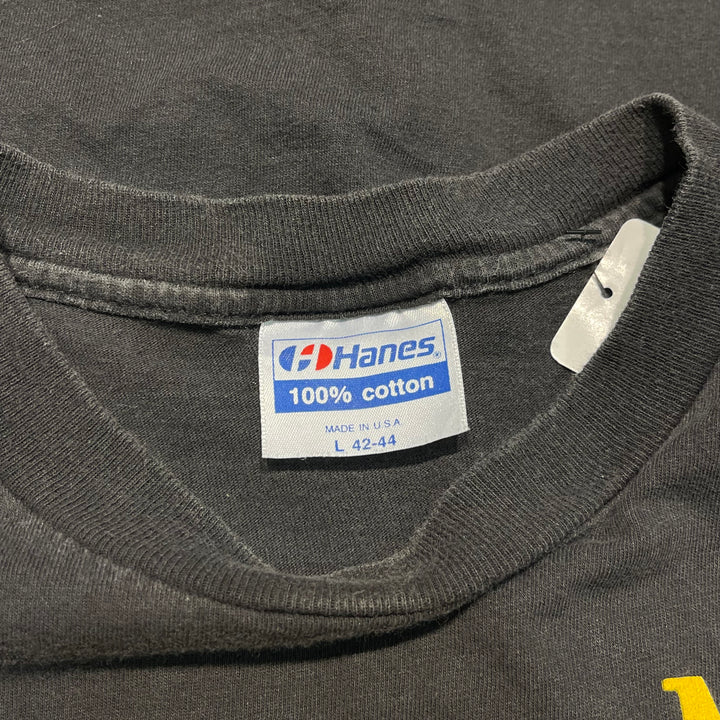 Hanes®
100% cotton
MADE IN U.S.A
L 42-44